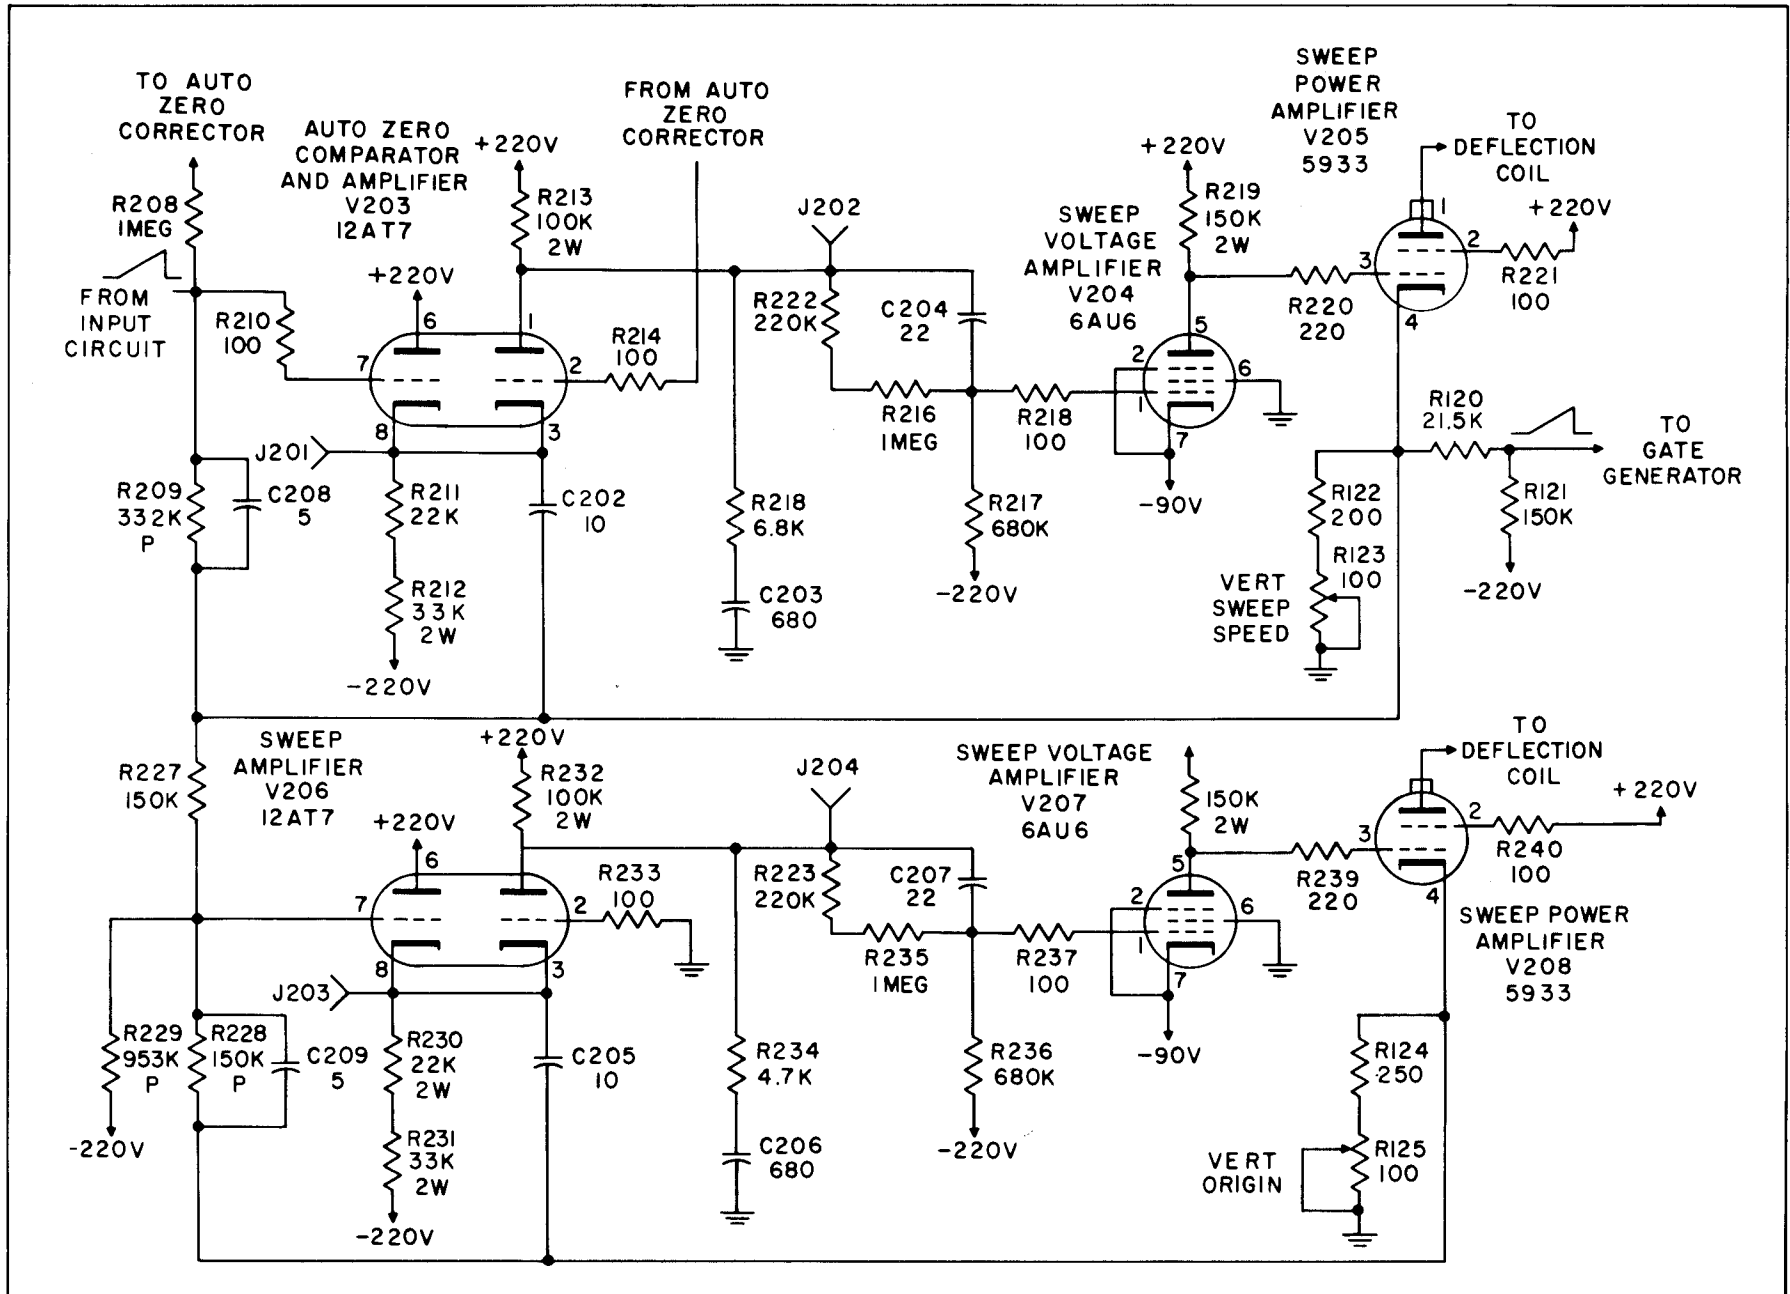 TO AUTO
ZERO
CORRECTOR
R208
1MEG
FROM
INPUT
CIRCUIT
R210
100
AUTO ZERO
COMPARATOR
AND AMPLIFIER
V203
12AT7
+220V
R213
100K
2W
+220V
6
1
7
2
8
3
R214
100
FROM AUTO
ZERO
CORRECTOR
J201
R209
332K
P
C208
5
R211
22K
C202
10
R212
33K
2W
-220V
J202
R222
220K
C204
22
R216
1MEG
R218
100
R218
6.8K
C203
680
R217
680K
-220V
SWEEP
VOLTAGE
AMPLIFIER
V204
6AU6
+220V
R219
150K
2W
5
2
6
1
7
-90V
SWEEP
POWER
AMPLIFIER
V205
5933
TO
DEFLECTION
COIL
1
2
3
4
+220V
R221
100
R220
220
R120
21.5K
TO
GATE
GENERATOR
R121
150K
-220V
R122
200
R123
100
VERT
SWEEP
SPEED
R227
150K
SWEEP
AMPLIFIER
V206
12AT7
+220V
R232
100K
2W
+220V
6
7
2
8
3
R233
100
J203
R229
953K
P
-220V
R228
150K
P
C209
5
R230
22K
2W
C205
10
R231
33K
2W
-220V
J204
R223
220K
C207
22
R235
1MEG
R237
100
R234
4.7K
C206
680
R236
680K
-220V
SWEEP VOLTAGE
AMPLIFIER
V207
6AU6
150K
2W
5
2
6
1
7
-90V
R239
220
TO
DEFLECTION
COIL
2
3
4
+220V
R240
100
SWEEP POWER
AMPLIFIER
V208
5933
R124
250
R125
100
VERT
ORIGIN